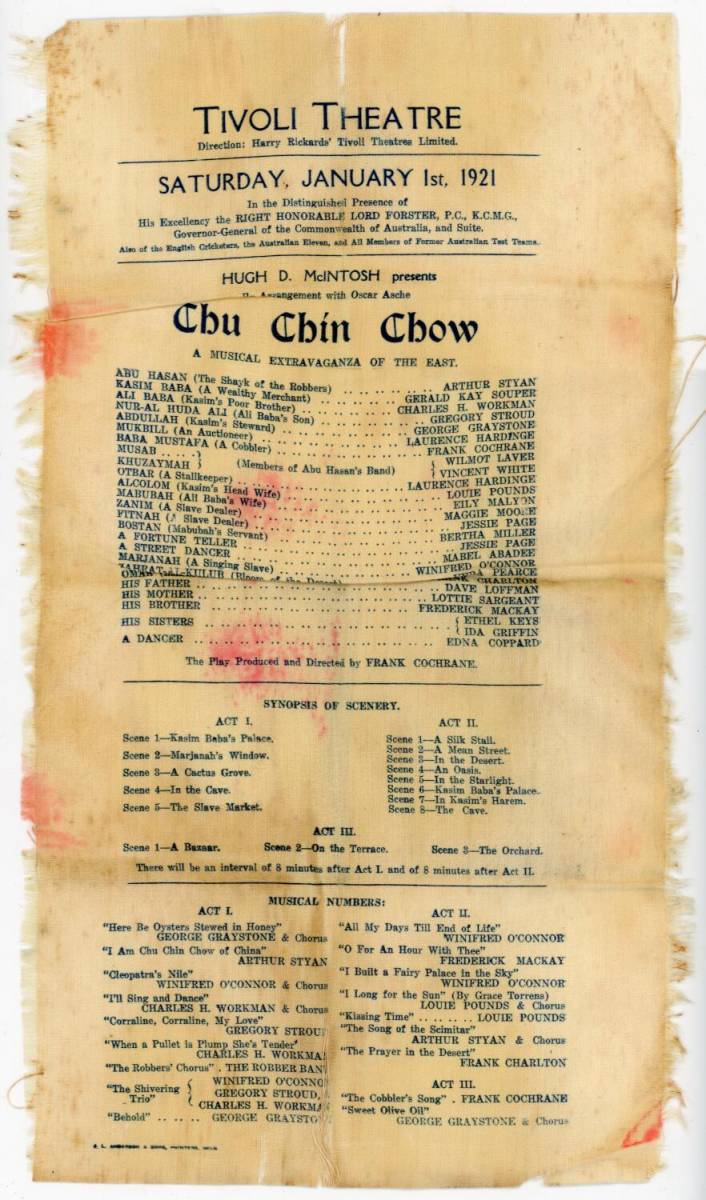 TIVOLI THEATRE
Direction: Harry Rickards' Tivoli Theatres Limited.
SATURDAY, JANUARY 1st, 1921
In the Distinguished Presence of
His Excellency the RIGHT HONORABLE LORD FORSTER, P.C., K.C.M.G.,
Governor-General of the Commonwealth of Australia, and Suite.
Also of the English Cricketers, the Australian Eleven, and All Members of Former Australian Test Teams.
HUGH D. McINTOSH presents
Arrangement with Oscar Asche
Chu Chin Chow
A MUSICAL EXTRAVAGANZA OF THE EAST.
ABU HASAN (The Shayk of the Robbers) .. .. .. .. .. ARTHUR STYAN
KASIM BABA (A Wealthy Merchant) .. .. .. .. .. GERALD KAY SOUPER
ALI BABA (Kasim's Poor Brother) .. .. .. .. .. CHARLES H. WORKMAN
NUR-AL HUDA ALI (Ali Baba's Son) .. .. .. .. .. GREGORY STROUD
ABDULLAH (Kasim's Steward) .. .. .. .. .. GEORGE GRAYSTONE
MUKBILL (An Auctioneer) .. .. .. .. .. LAURENCE HARDINGE
BABA MUSTAFA (A Cobbler) .. .. .. .. .. FRANK COCHRANE
MUSAB .. .. } { WILMOT LAVER
KHUZAYMAH } (Members of Abu Hasan's Band) { VINCENT WHITE
OTBAR (A Stallkeeper) .. .. .. .. .. LAURENCE HARDINGE
ALCOLOM (Kasim's Head Wife) .. .. .. .. .. LOUIE POUNDS
MABUBAH (Ali Baba's Wife) .. .. .. .. .. EILY MALYON
ZANIM (A Slave Dealer) .. .. .. .. .. MAGGIE MOORE
FITNAH (A Slave Dealer) .. .. .. .. .. JESSIE PAGE
BOSTAN (Mabubah's Servant) .. .. .. .. .. BERTHA MILLER
A FORTUNE TELLER .. .. .. .. .. JESSIE PAGE
A STREET DANCER .. .. .. .. .. MABEL ABADEE
MARJANAH (A Singing Slave) .. .. .. .. .. WINIFRED O'CONNOR
PEARCE
OMAR CHARLTON
HIS FATHER .. .. .. .. .. DAVE LOFFMAN
HIS MOTHER .. .. .. .. .. LOTTIE SARGEANT
HIS BROTHER .. .. .. .. .. FREDERICK MACKAY
HIS SISTERS .. .. .. .. .. { ETHEL KEYS
{ IDA GRIFFIN
A DANCER .. .. .. .. .. EDNA COPPARD
The Play Produced and Directed by FRANK COCHRANE.
SYNOPSIS OF SCENERY.
ACT I.
Scene 1—Kasim Baba's Palace.
Scene 2—Marjanah's Window.
Scene 3—A Cactus Grove.
Scene 4—In the Cave.
Scene 5—The Slave Market.
ACT II.
Scene 1—A Silk Stall.
Scene 2—A Mean Street.
Scene 3—In the Desert.
Scene 4—An Oasis.
Scene 5—In the Starlight.
Scene 6—Kasim Baba's Palace.
Scene 7—In Kasim's Harem.
Scene 8—The Cave.
ACT III.
Scene 1—A Bazaar. Scene 2—On the Terrace. Scene 3—The Orchard.
There will be an interval of 8 minutes after Act I. and of 8 minutes after Act II.
MUSICAL NUMBERS:
ACT I.
"Here Be Oysters Stewed in Honey"
GEORGE GRAYSTONE & Chorus
"I Am Chu Chin Chow of China"
ARTHUR STYAN
"Cleopatra's Nile"
WINIFRED O'CONNOR & Chorus
"I'll Sing and Dance"
CHARLES H. WORKMAN & Chorus
"Corraline, Corraline, My Love"
GREGORY STROUD
"When a Pullet is Plump She's Tender"
CHARLES H. WORKMAN
"The Robbers' Chorus" . THE ROBBER BAN
"The Shivering Trio" { WINIFRED O'CONNO
GREGORY STROUD,
CHARLES H. WORKMA
"Behold" .. .. .. GEORGE GRAYSTO
ACT II.
"All My Days Till End of Life"
WINIFRED O'CONNOR
"O For An Hour With Thee"
FREDERICK MACKAY
"I Built a Fairy Palace in the Sky"
WINIFRED O'CONNOR
"I Long for the Sun" (By Grace Torrens)
LOUIE POUNDS & Chorus
"Kissing Time" .. .. .. .. LOUIE POUNDS
"The Song of the Scimitar"
ARTHUR STYAN & Chorus
"The Prayer in the Desert"
FRANK CHARLTON
ACT III.
"The Cobbler's Song" . FRANK COCHRANE
"Sweet Olive Oil"
GEORGE GRAYSTONE & Chorus